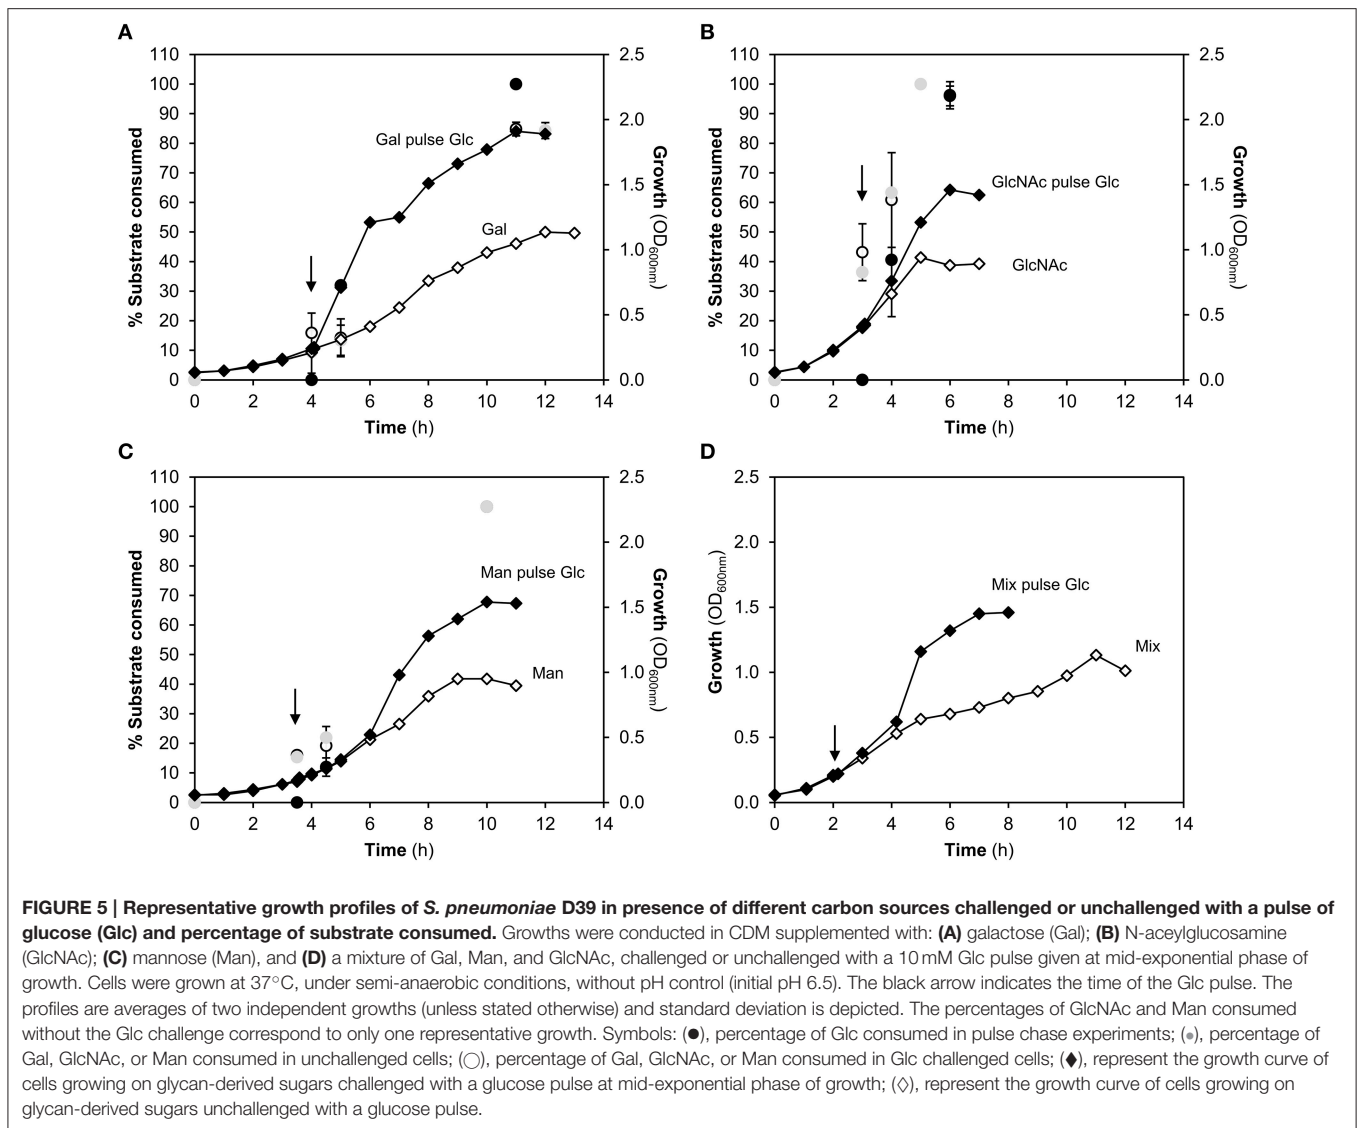 A
110
100
90
80
70
60
50
40
30
20
10
0
% Substrate consumed
2.5
2.0
1.5
1.0
0.5
0.0
Growth (OD600nm)
Gal pulse Glc
Gal
0 2 4 6 8 10 12 14
Time (h)
B
110
100
90
80
70
60
50
40
30
20
10
0
% Substrate consumed
2.5
2.0
1.5
1.0
0.5
0.0
Growth (OD600nm)
GlcNAc pulse Glc
GlcNAc
0 2 4 6 8 10 12 14
Time (h)
C
110
100
90
80
70
60
50
40
30
20
10
0
% Substrate consumed
2.5
2.0
1.5
1.0
0.5
0.0
Growth (OD600nm)
Man pulse Glc
Man
0 2 4 6 8 10 12 14
Time (h)
D
2.5
2.0
1.5
1.0
0.5
0.0
Growth (OD600nm)
Mix pulse Glc
Mix
0 2 4 6 8 10 12 14
Time (h)
FIGURE 5 | Representative growth profiles of S. pneumoniae D39 in presence of different carbon sources challenged or unchallenged with a pulse of
glucose (Glc) and percentage of substrate consumed. Growths were conducted in CDM supplemented with: (A) galactose (Gal); (B) N-aceylglucosamine
(GlcNAc); (C) mannose (Man), and (D) a mixture of Gal, Man, and GlcNAc, challenged or unchallenged with a 10 mM Glc pulse given at mid-exponential phase of
growth. Cells were grown at 37°C, under semi-anaerobic conditions, without pH control (initial pH 6.5). The black arrow indicates the time of the Glc pulse. The
profiles are averages of two independent growths (unless stated otherwise) and standard deviation is depicted. The percentages of GlcNAc and Man consumed
without the Glc challenge correspond to only one representative growth. Symbols: (●), percentage of Glc consumed in pulse chase experiments; (●), percentage of
Gal, GlcNAc, or Man consumed in unchallenged cells; (○), percentage of Gal, GlcNAc, or Man consumed in Glc challenged cells; (♦), represent the growth curve of
cells growing on glycan-derived sugars challenged with a glucose pulse at mid-exponential phase of growth; (◊), represent the growth curve of cells growing on
glycan-derived sugars unchallenged with a glucose pulse.